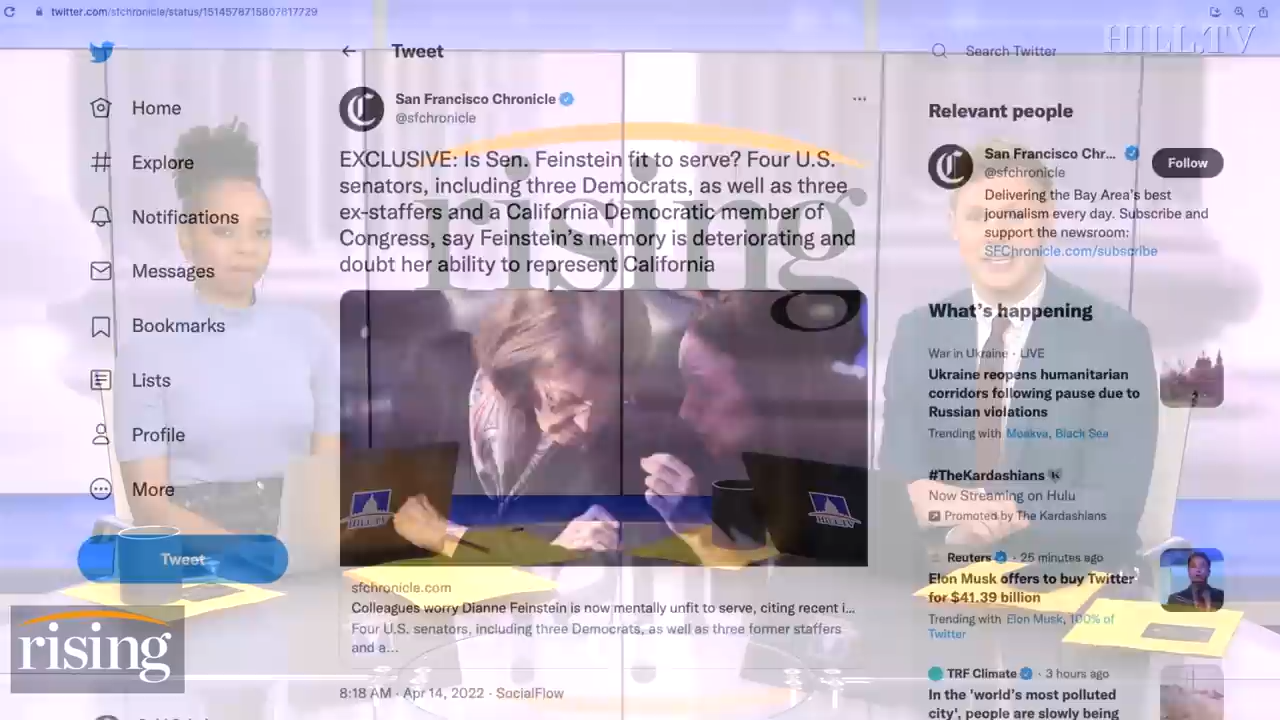 twitter.com/sfchronicle/status/1514578715807817729
HILL.TV
Tweet
Search Twitter
Home
Explore
Notifications
Messages
Bookmarks
Lists
Profile
More
Tweet
San Francisco Chronicle
@sfchronicle
EXCLUSIVE: Is Sen. Feinstein fit to serve? Four U.S.
senators, including three Democrats, as well as three
ex-staffers and a California Democratic member of
Congress, say Feinstein's memory is deteriorating and
doubt her ability to represent California
rising
HILL.TV
HILL.TV
sfchronicle.com
Colleagues worry Dianne Feinstein is now mentally unfit to serve, citing recent i...
Four U.S. senators, including three Democrats, as well as three former staffers
and a...
8:18 AM · Apr 14, 2022 · SocialFlow
Relevant people
San Francisco Chr...
@sfchronicle
Follow
Delivering the Bay Area's best
journalism every day. Subscribe and
support the newsroom:
SFChronicle.com/subscribe
What's happening
War in Ukraine · LIVE
Ukraine reopens humanitarian
corridors following pause due to
Russian violations
Trending with Moskva, Black Sea
#TheKardashians
Now Streaming on Hulu
Promoted by The Kardashians
Reuters · 25 minutes ago
Elon Musk offers to buy Twitter
for $41.39 billion
Trending with Elon Musk, 100% of
Twitter
TRF Climate · 3 hours ago
In the 'world's most polluted
city', people are slowly being
rising